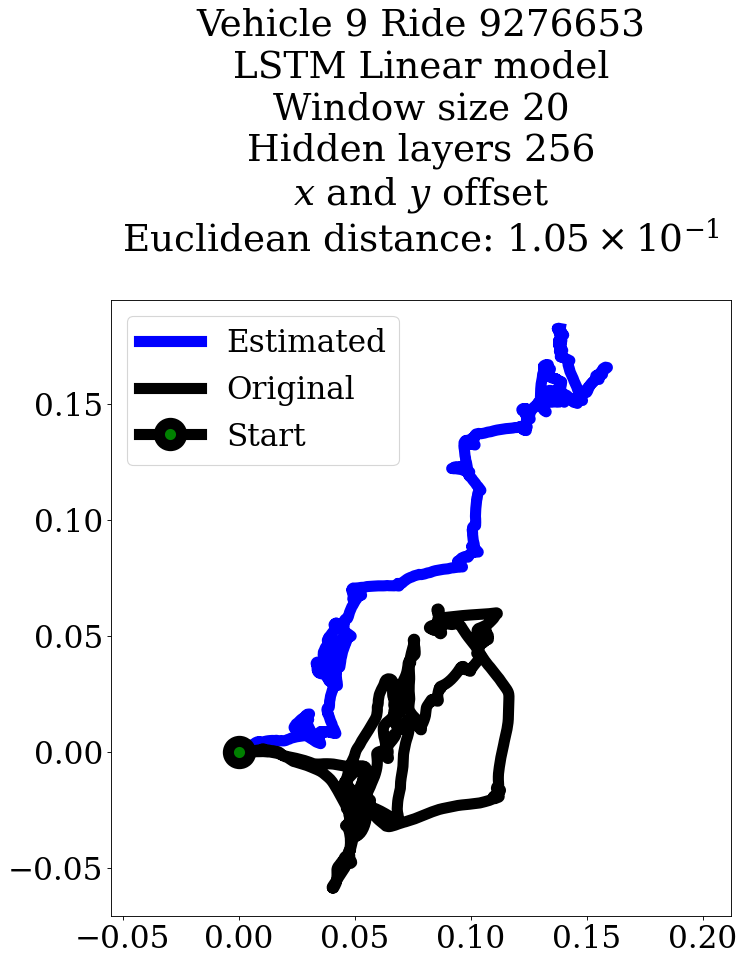 Vehicle 9 Ride 9276653
LSTM Linear model
Window size 20
Hidden layers 256
x and y offset
Euclidean distance: 1.05 × 10⁻¹
Estimated
Original
Start
0.15
0.10
0.05
0.00
−0.05
−0.05 0.00 0.05 0.10 0.15 0.20